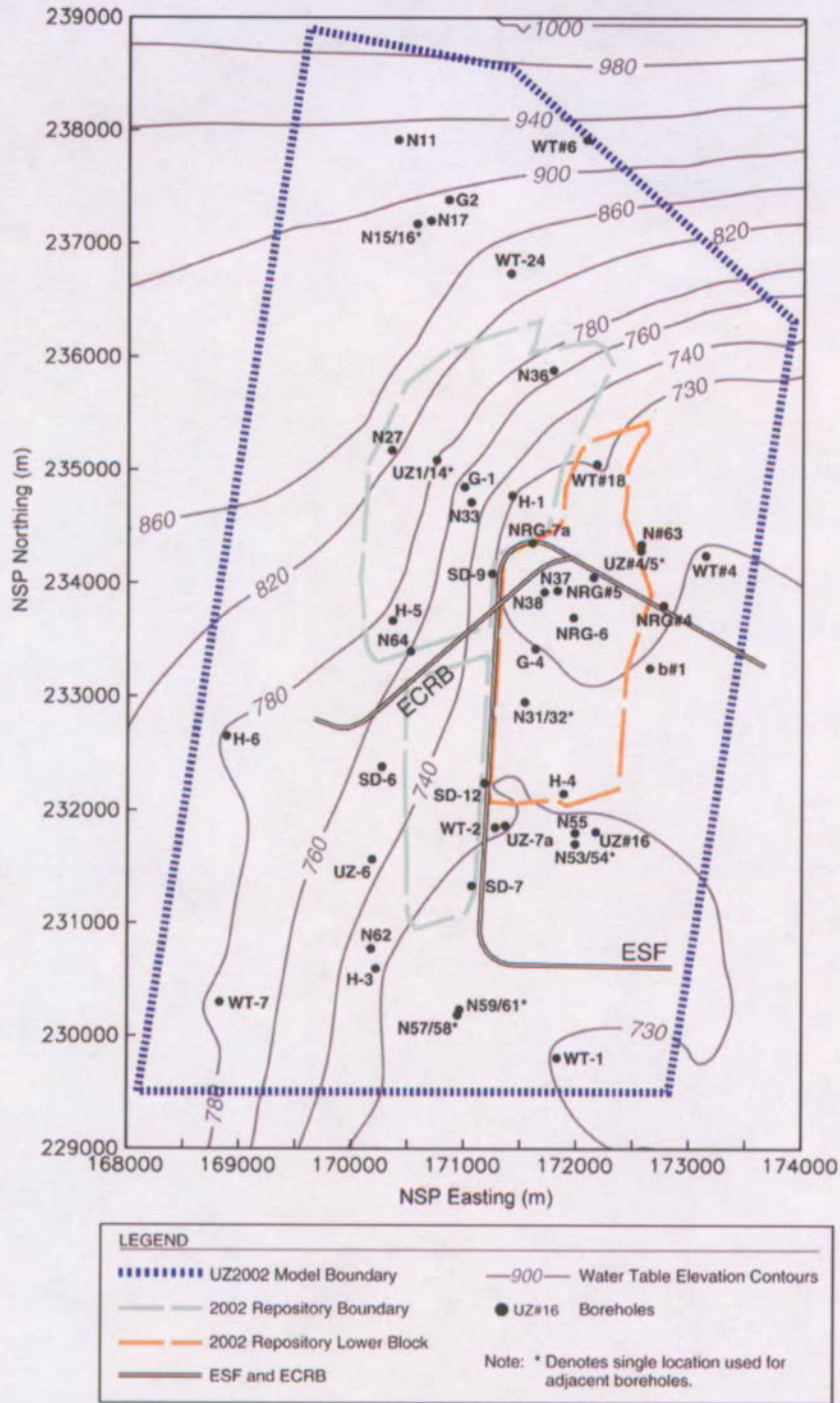 239000
238000
237000
236000
235000
234000
233000
232000
231000
230000
229000
NSP Northing (m)
168000 169000 170000 171000 172000 173000 174000
NSP Easting (m)
1000
980
940
900
860
820
780
760
740
730
860
820
780
760
740
780
730
N11
WT#6
G2
N17
N15/16*
WT-24
N36
N27
UZ1/14*
G-1
N33
H-1
WT#18
NRG-7a
N#63
UZ#4/5*
WT#4
SD-9
N37
N38
NRG#5
NRG#4
NRG-6
H-5
N64
G-4
b#1
ECRB
N31/32*
H-6
SD-6
SD-12
H-4
WT-2
UZ-7a
N55
UZ#16
N53/54*
UZ-6
SD-7
N62
H-3
ESF
WT-7
N59/61*
N57/58*
WT-1
LEGEND
UZ2002 Model Boundary
2002 Repository Boundary
2002 Repository Lower Block
ESF and ECRB
900 Water Table Elevation Contours
UZ#16 Boreholes
Note: * Denotes single location used for
adjacent boreholes.